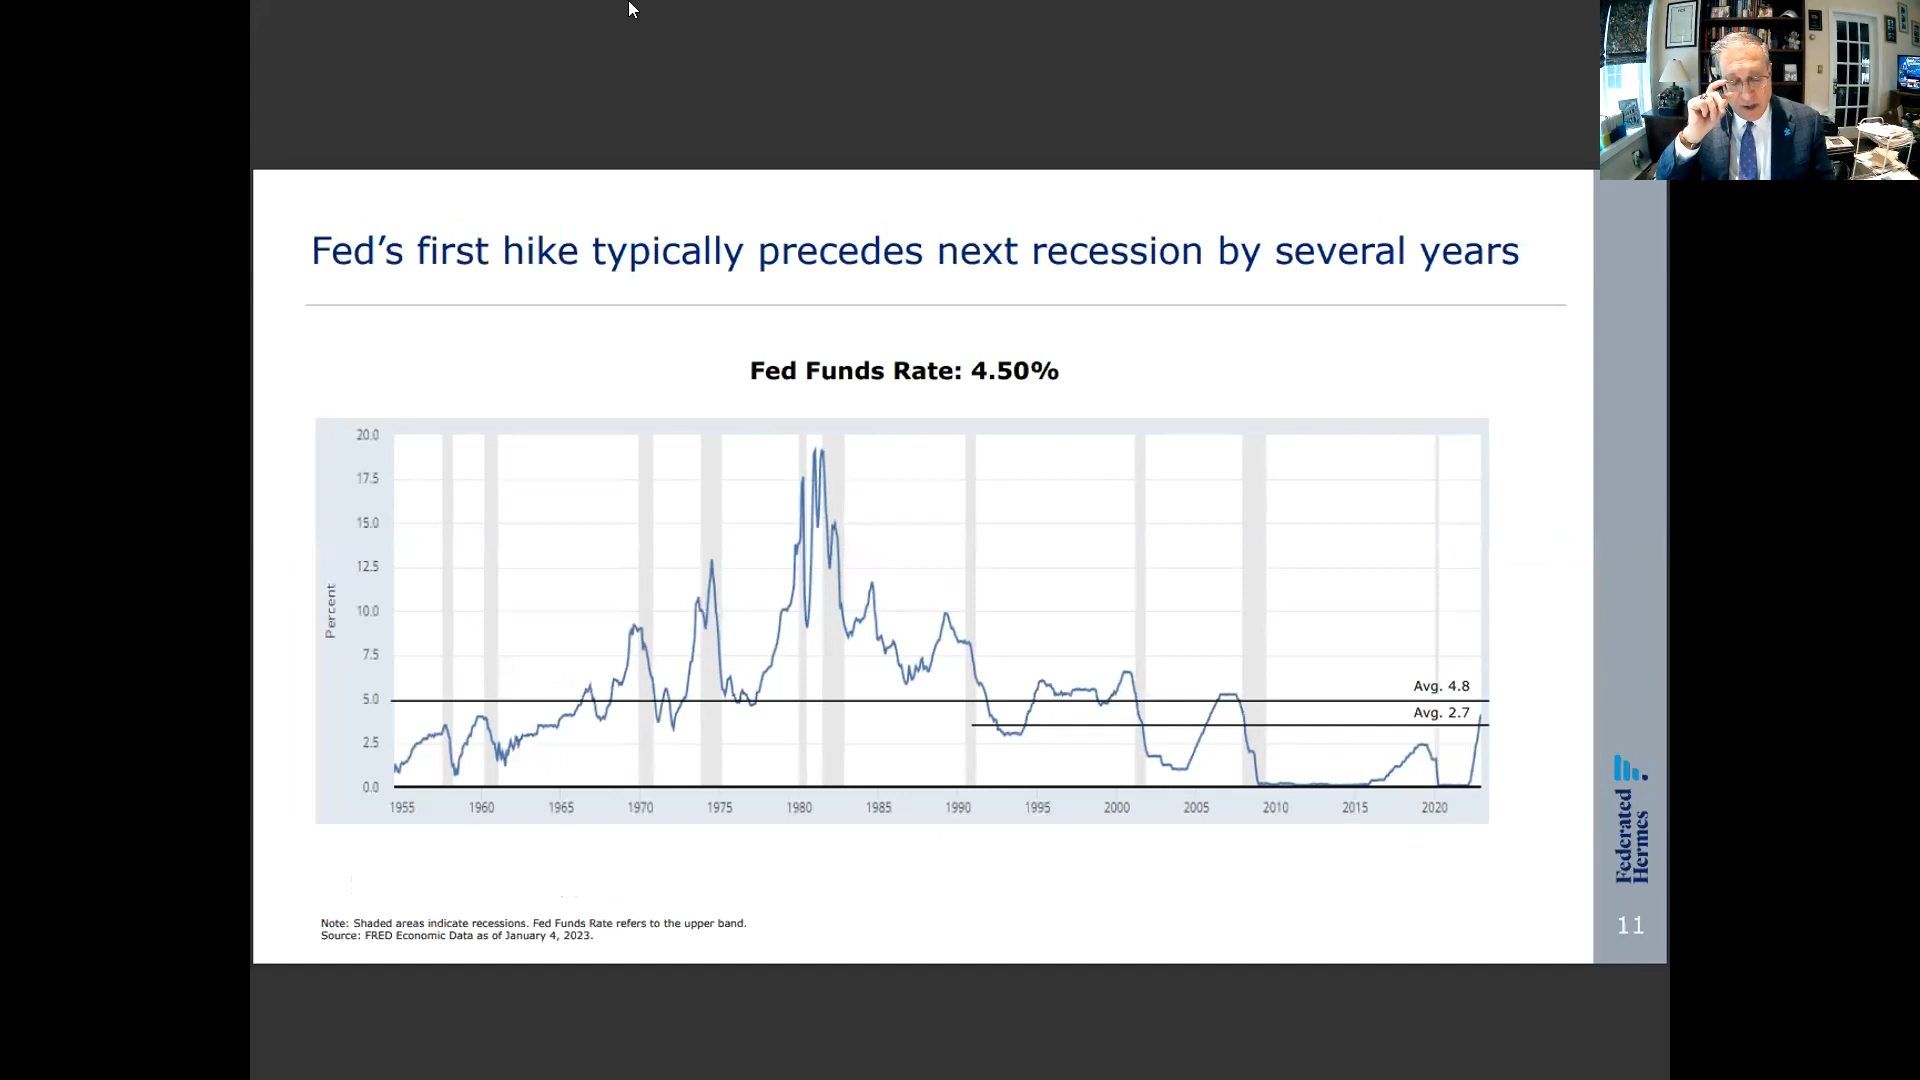 Fed’s first hike typically precedes next recession by several years
Fed Funds Rate: 4.50%
20.0
17.5
15.0
12.5
10.0
7.5
5.0
2.5
0.0
Percent
Avg. 4.8
Avg. 2.7
1955 1960 1965 1970 1975 1980 1985 1990 1995 2000 2005 2010 2015 2020
Note: Shaded areas indicate recessions. Fed Funds Rate refers to the upper band.
Source: FRED Economic Data as of January 4, 2023.
Federated
Hermes
11